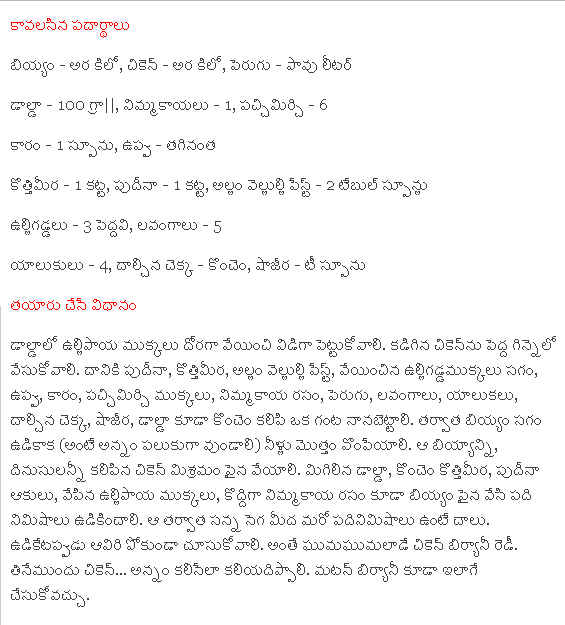 కావలసిన పదార్థాలు
బియ్యం - అర కిలో, చికెన్ - అర కిలో, పెరుగు - పావు లీటర్
డాల్డా - 100 గ్రా||, నిమ్మకాయలు - 1, పచ్చిమిర్చి - 6
కారం - 1 స్పూను, ఉప్పు - తగినంత
కొత్తిమీర - 1 కట్ట, పుదీనా - 1 కట్ట, అల్లం వెల్లుల్లి పేస్ట్ - 2 టేబుల్ స్పూన్లు
ఉల్లిగడ్డలు - 3 పెద్దవి, లవంగాలు - 5
యాలుకులు - 4, దాల్చిన చెక్క - కొంచెం, షాజీర - టీ స్పూను
తయారు చేసే విధానం
డాల్డాలో ఉల్లిపాయ ముక్కలు దోరగా వేయించి విడిగా పెట్టుకోవాలి. కడిగిన చికెన్‌ను పెద్ద గిన్నెలో
వేసుకోవాలి. దానికి పుదీనా, కొత్తిమీర, అల్లం వెల్లుల్లి పేస్ట్, వేయించిన ఉల్లిగడ్డముక్కలు సగం,
ఉప్పు, కారం, పచ్చిమిర్చి ముక్కలు, నిమ్మకాయ రసం, పెరుగు, లవంగాలు, యాలుకలు,
దాల్చిన చెక్క, షాజీర, డాల్డా కూడా కొంచెం కలిపి ఒక గంట నానబెట్టాలి. తర్వాత బియ్యం సగం
ఉడికాక (అంటే అన్నం పలుకుగా వుండాలి) నీళ్లు మొత్తం వొంపేయాలి. ఆ బియ్యాన్ని,
దినుసులన్నీ కలిపిన చికెన్ మిశ్రమం పైన వేయాలి. మిగిలిన డాల్డా, కొంచెం కొత్తిమీర, పుదీనా
ఆకులు, వేపిన ఉల్లిపాయ ముక్కలు, కొద్దిగా నిమ్మకాయ రసం కూడా బియ్యం పైన వేసి పది
నిమిషాలు ఉడికించాలి. ఆ తర్వాత సన్న సెగ మీద మరో పదినిమిషాలు ఉంటే చాలు.
ఉడికేటప్పుడు ఆవిరి పోకుండా చూసుకోవాలి. అంతే ఘుమఘుమలాడే చికెన్ బిర్యానీ రెడీ.
తినేముందు చికెన్... అన్నం కలిసేలా కలియదిప్పాలి. మటన్ బిర్యానీ కూడా ఇలాగే
చేసుకోవచ్చు.